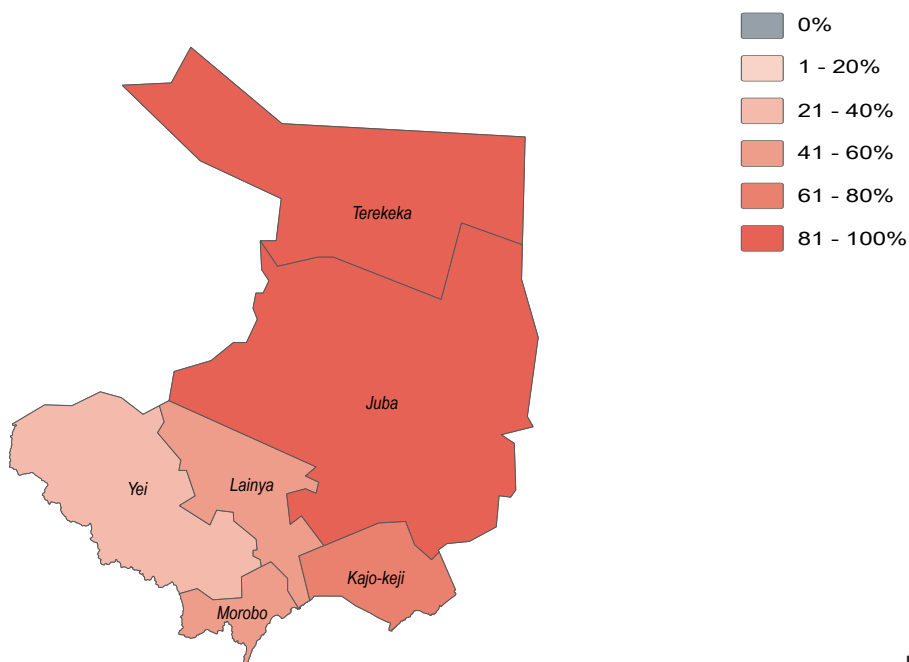 0%
1 - 20%
21 - 40%
41 - 60%
61 - 80%
81 - 100%
Terekeka
Juba
Yei
Lainya
Kajo-keji
Morobo